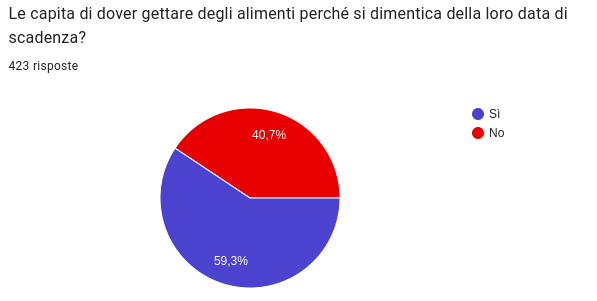 Le capita di dover gettare degli alimenti perché si dimentica della loro data di
scadenza?
423 risposte
Sì
No
40,7%
59,3%